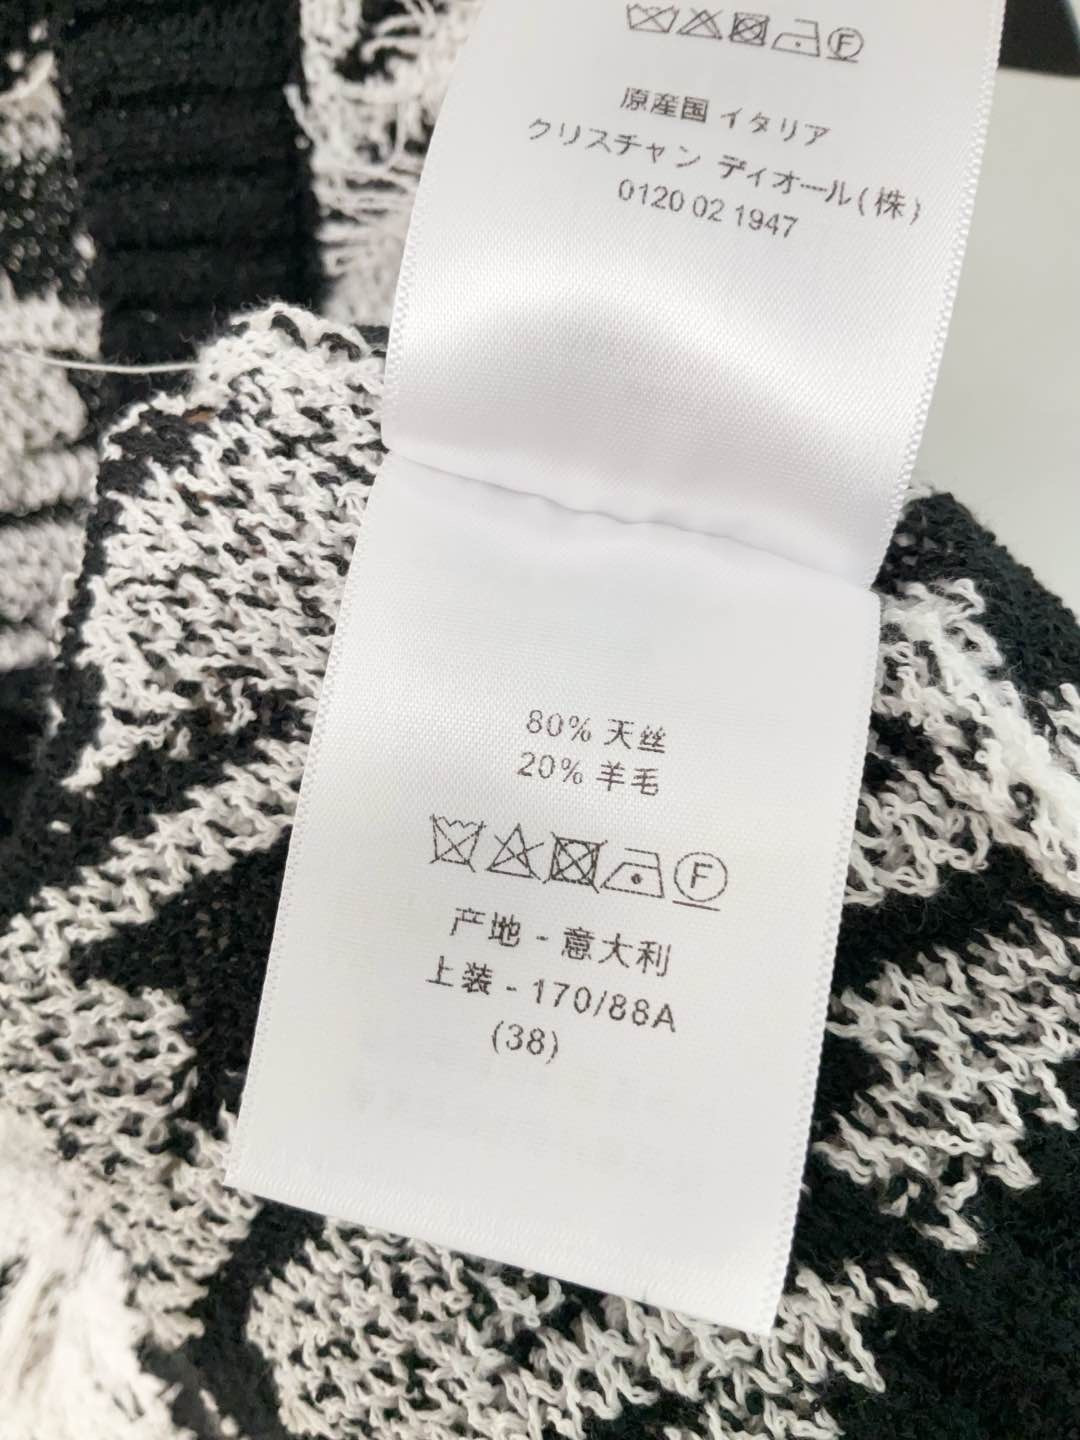 原産国 イタリア
クリスチャン ディオール(株)
0120 02 1947
80% 天丝
20% 羊毛
F
产地 - 意大利
上装 - 170/88A
(38)